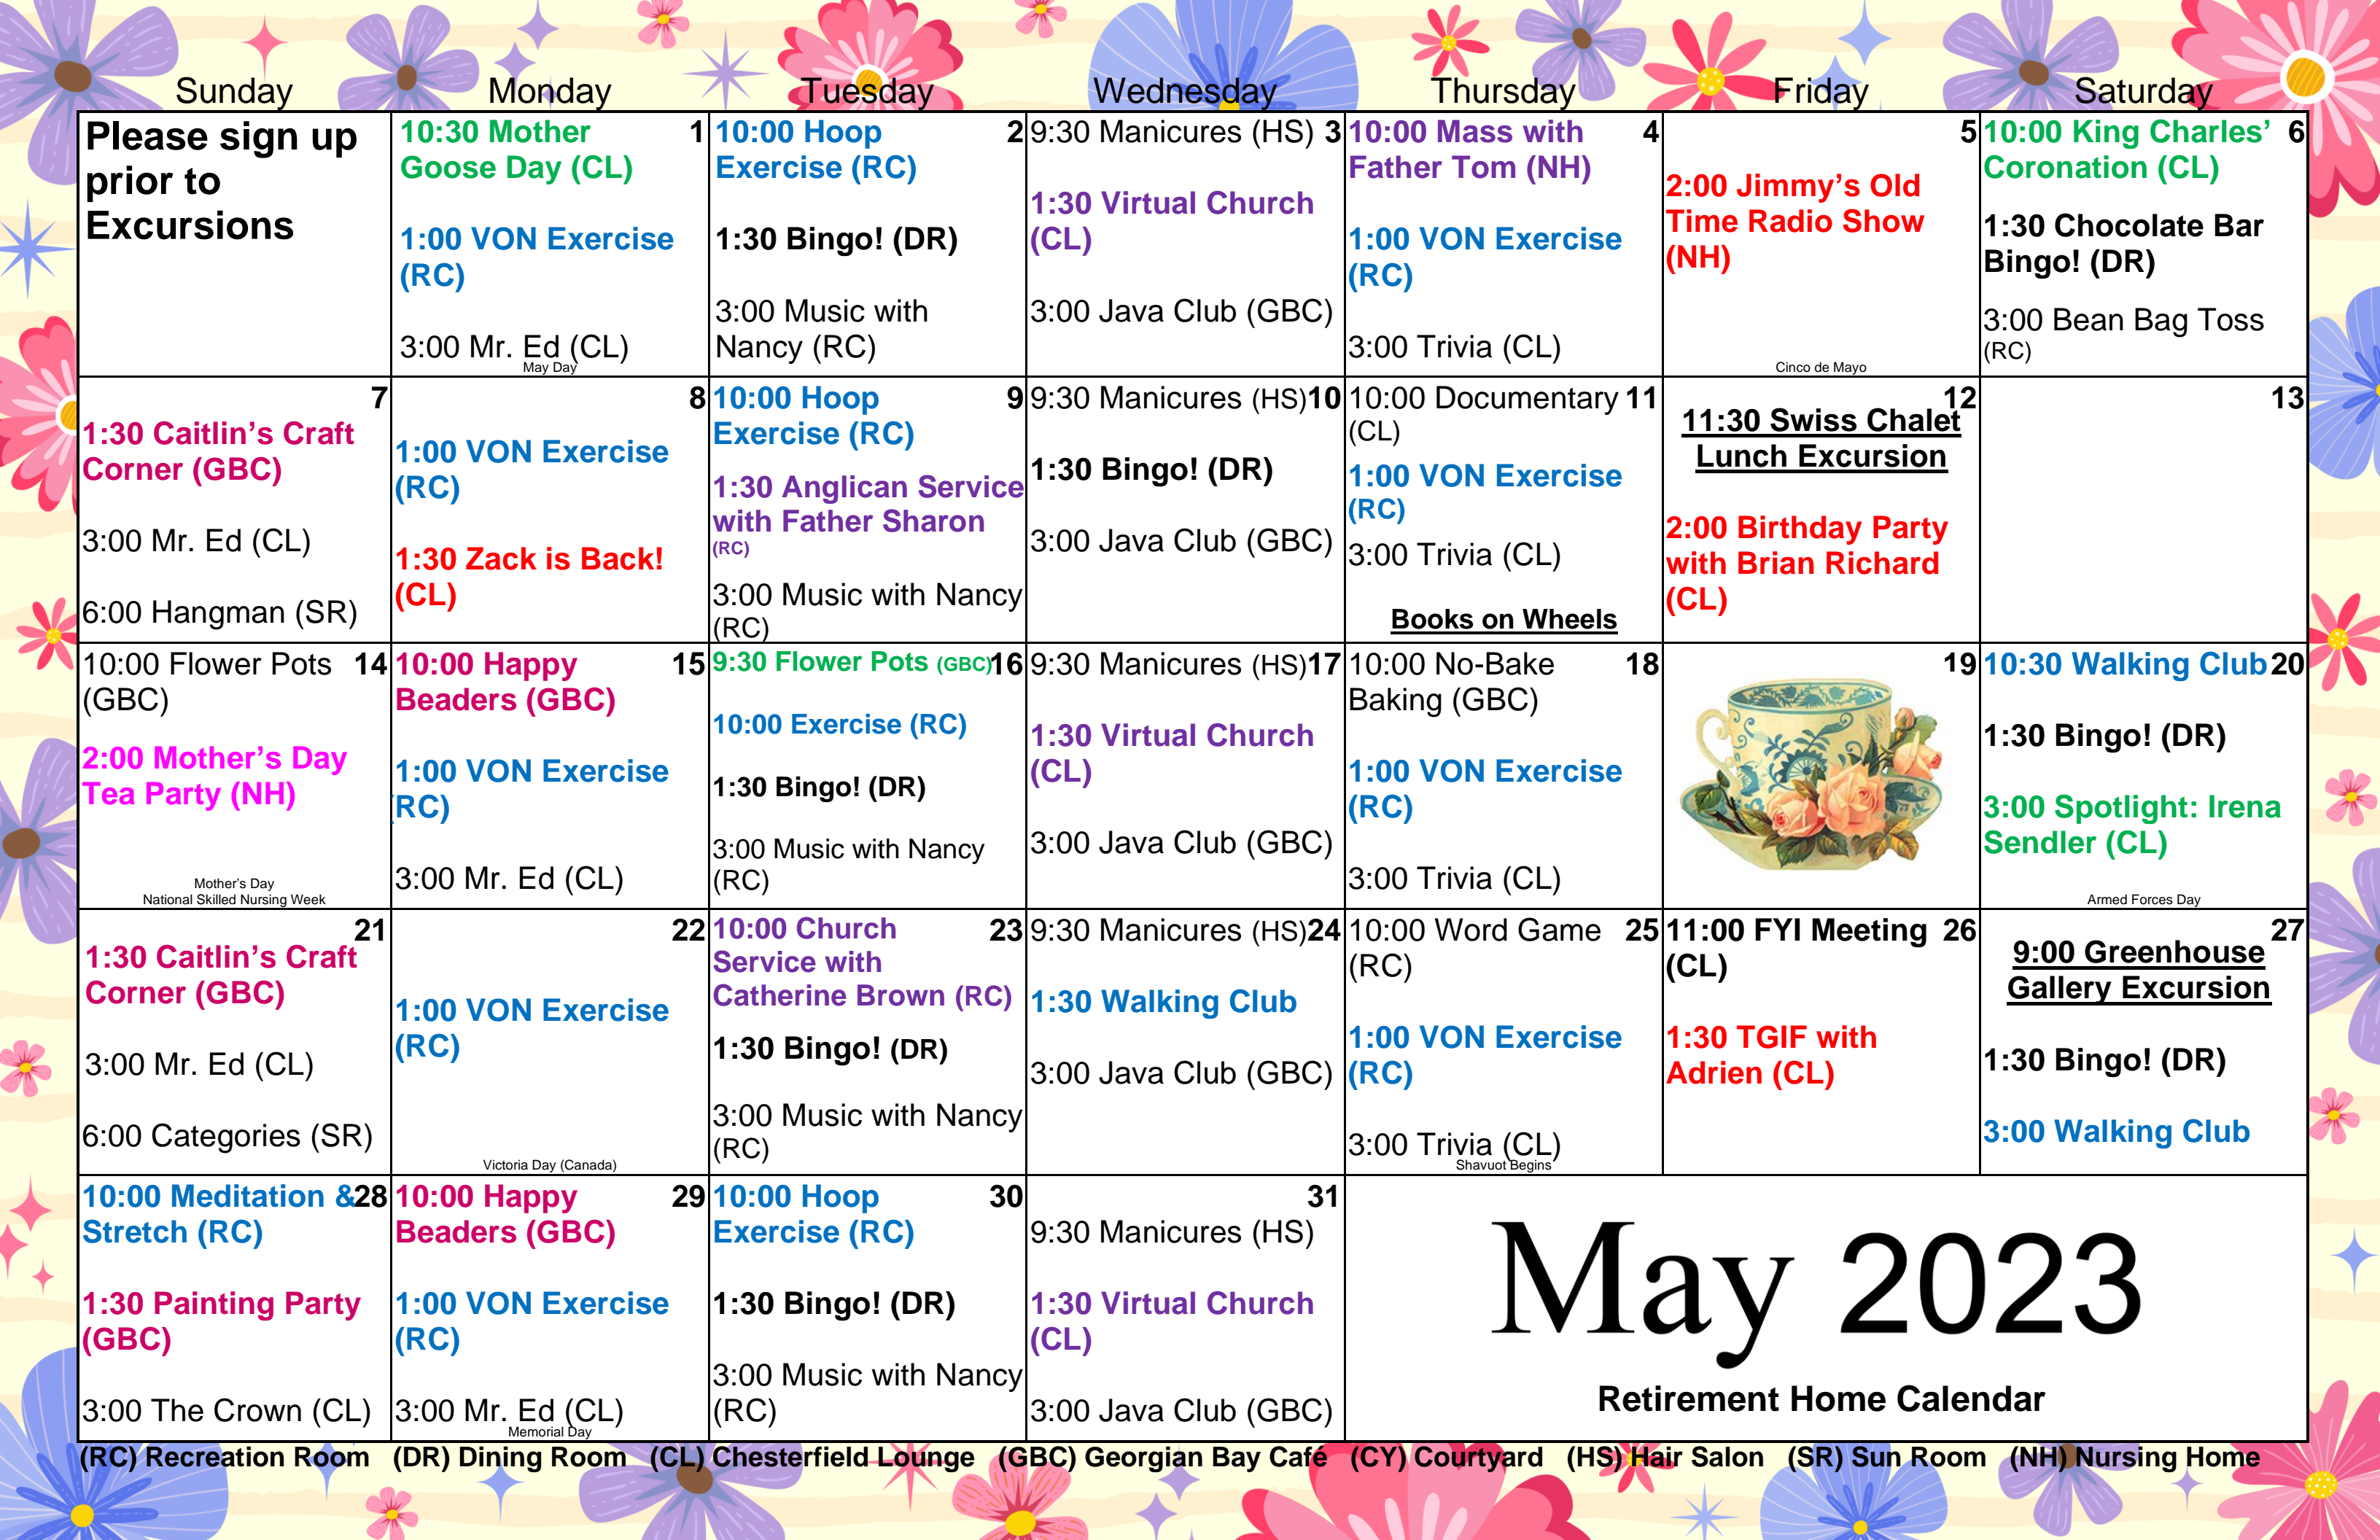 Sunday Monday Tuesday Wednesday Thursday Friday Saturday
Please sign up
prior to
Excursions
10:30 Mother 1
Goose Day (CL)
1:00 VON Exercise
(RC)
3:00 Mr. Ed (CL)
May Day
10:00 Hoop 2
Exercise (RC)
1:30 Bingo! (DR)
3:00 Music with
Nancy (RC)
9:30 Manicures (HS) 3
1:30 Virtual Church
(CL)
3:00 Java Club (GBC)
10:00 Mass with 4
Father Tom (NH)
1:00 VON Exercise
(RC)
3:00 Trivia (CL)
5
2:00 Jimmy’s Old
Time Radio Show
(NH)
Cinco de Mayo
10:00 King Charles’ 6
Coronation (CL)
1:30 Chocolate Bar
Bingo! (DR)
3:00 Bean Bag Toss
(RC)
7
1:30 Caitlin’s Craft
Corner (GBC)
3:00 Mr. Ed (CL)
6:00 Hangman (SR)
8
1:00 VON Exercise
(RC)
1:30 Zack is Back!
(CL)
10:00 Hoop 9
Exercise (RC)
1:30 Anglican Service
with Father Sharon
(RC)
3:00 Music with Nancy
(RC)
9:30 Manicures (HS) 10
1:30 Bingo! (DR)
3:00 Java Club (GBC)
10:00 Documentary 11
(CL)
1:00 VON Exercise
(RC)
3:00 Trivia (CL)
Books on Wheels
12
11:30 Swiss Chalet
Lunch Excursion
2:00 Birthday Party
with Brian Richard
(CL)
13
10:00 Flower Pots 14
(GBC)
2:00 Mother’s Day
Tea Party (NH)
Mother’s Day
National Skilled Nursing Week
10:00 Happy 15
Beaders (GBC)
1:00 VON Exercise
(RC)
3:00 Mr. Ed (CL)
9:30 Flower Pots (GBC) 16
10:00 Exercise (RC)
1:30 Bingo! (DR)
3:00 Music with Nancy
(RC)
9:30 Manicures (HS) 17
1:30 Virtual Church
(CL)
3:00 Java Club (GBC)
10:00 No-Bake 18
Baking (GBC)
1:00 VON Exercise
(RC)
3:00 Trivia (CL)
19
10:30 Walking Club 20
1:30 Bingo! (DR)
3:00 Spotlight: Irena
Sendler (CL)
Armed Forces Day
21
1:30 Caitlin’s Craft
Corner (GBC)
3:00 Mr. Ed (CL)
6:00 Categories (SR)
22
1:00 VON Exercise
(RC)
Victoria Day (Canada)
10:00 Church 23
Service with
Catherine Brown (RC)
1:30 Bingo! (DR)
3:00 Music with Nancy
(RC)
9:30 Manicures (HS) 24
1:30 Walking Club
3:00 Java Club (GBC)
10:00 Word Game 25
(RC)
1:00 VON Exercise
(RC)
3:00 Trivia (CL)
Shavuot Begins
11:00 FYI Meeting 26
(CL)
1:30 TGIF with
Adrien (CL)
27
9:00 Greenhouse
Gallery Excursion
1:30 Bingo! (DR)
3:00 Walking Club
10:00 Meditation & 28
Stretch (RC)
1:30 Painting Party
(GBC)
3:00 The Crown (CL)
10:00 Happy 29
Beaders (GBC)
1:00 VON Exercise
(RC)
3:00 Mr. Ed (CL)
Memorial Day
10:00 Hoop 30
Exercise (RC)
1:30 Bingo! (DR)
3:00 Music with Nancy
(RC)
31
9:30 Manicures (HS)
1:30 Virtual Church
(CL)
3:00 Java Club (GBC)
May 2023
Retirement Home Calendar
(RC) Recreation Room (DR) Dining Room (CL) Chesterfield Lounge (GBC) Georgian Bay Café (CY) Courtyard (HS) Hair Salon (SR) Sun Room (NH) Nursing Home